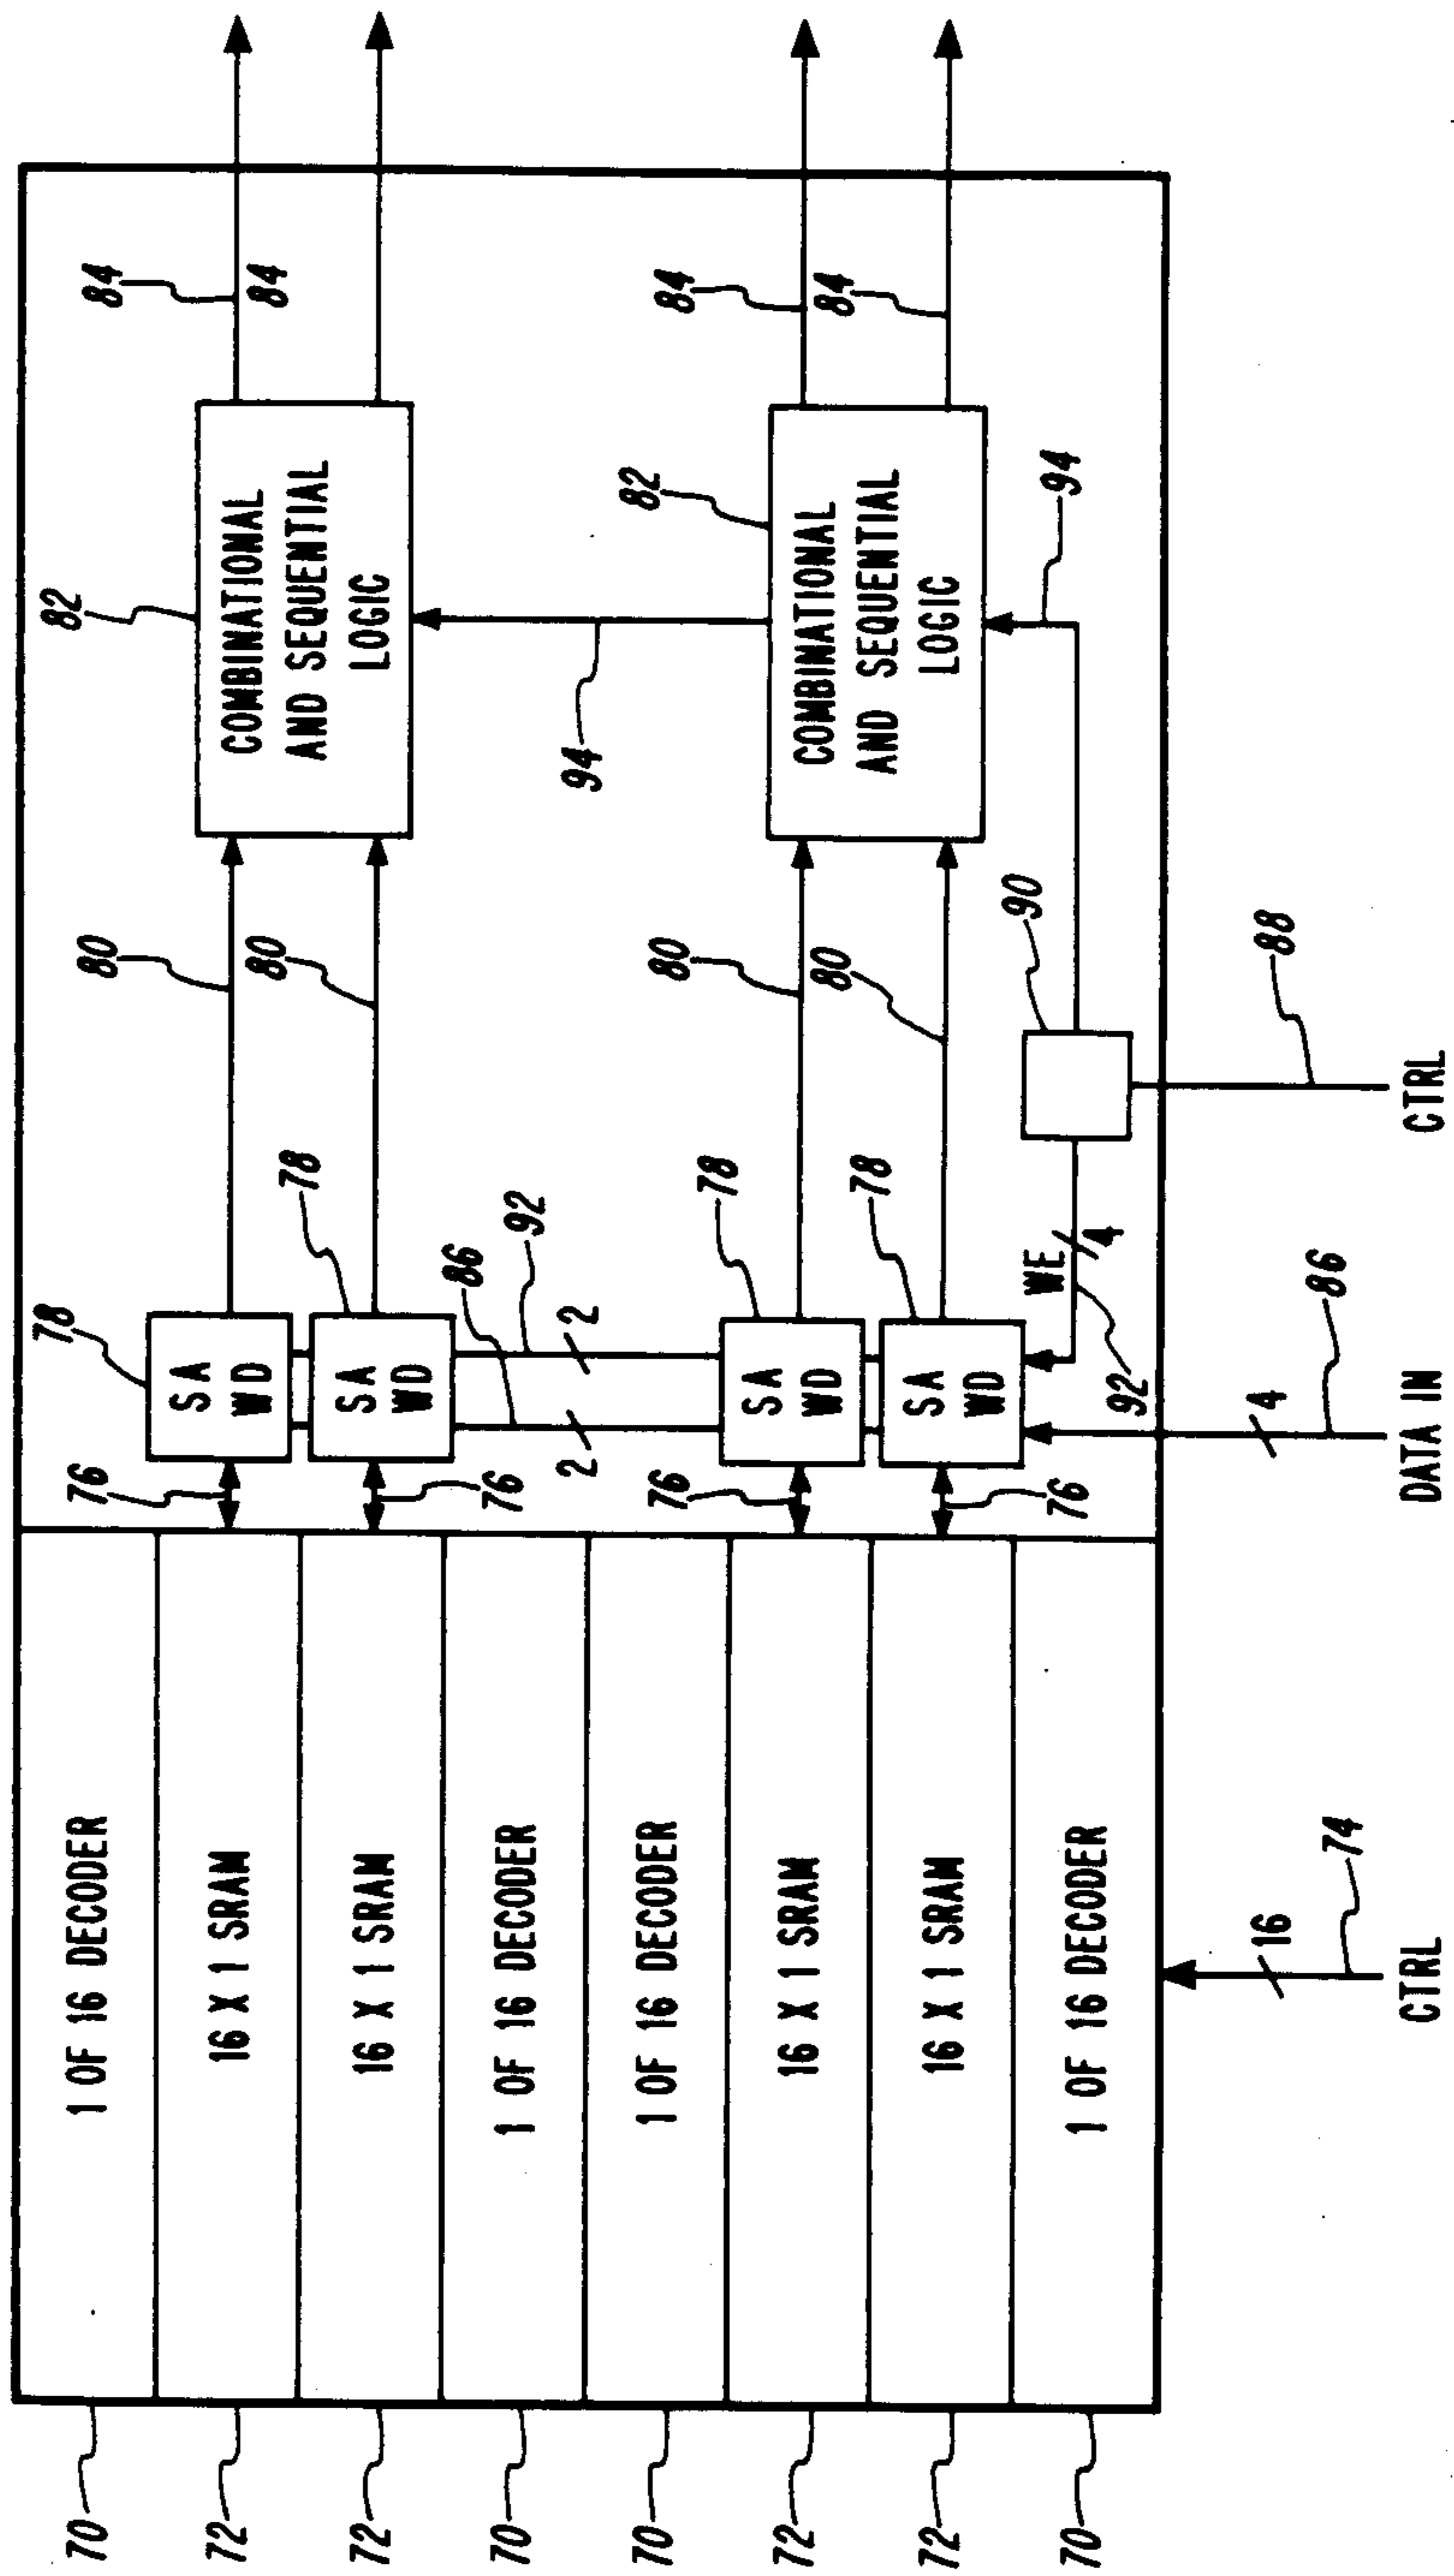 70
1 OF 16 DECODER
78
82
76
80
84
72
16 X 1 SRAM
SA
WD
COMBINATIONAL
AND SEQUENTIAL
LOGIC
84
80
78
72
16 X 1 SRAM
SA
WD
76
86
92
70
1 OF 16 DECODER
2
2
94
70
1 OF 16 DECODER
76
78
80
82
84
72
16 X 1 SRAM
SA
WD
COMBINATIONAL
AND SEQUENTIAL
LOGIC
84
80
78
72
16 X 1 SRAM
SA
WD
76
90
94
70
1 OF 16 DECODER
WE
4
92
16
4
74
86
88
CTRL
DATA IN
CTRL